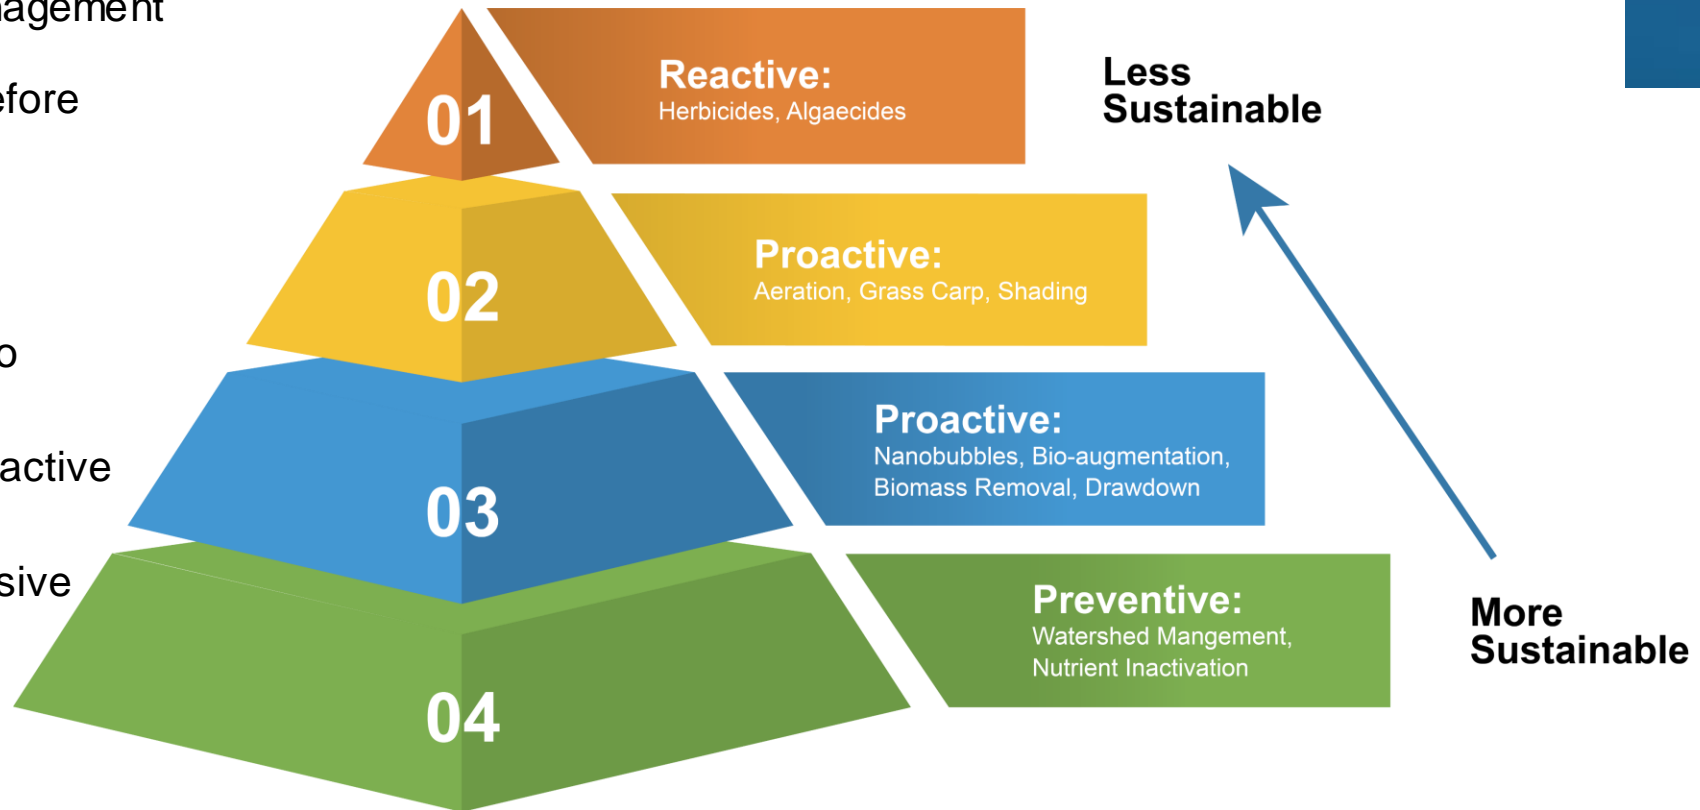 nagement
efore
o
active
sive
01
Reactive:
Herbicides, Algaecides
02
Proactive:
Aeration, Grass Carp, Shading
03
Proactive:
Nanobubbles, Bio-augmentation,
Biomass Removal, Drawdown
04
Preventive:
Watershed Mangement,
Nutrient Inactivation
Less
Sustainable
More
Sustainable